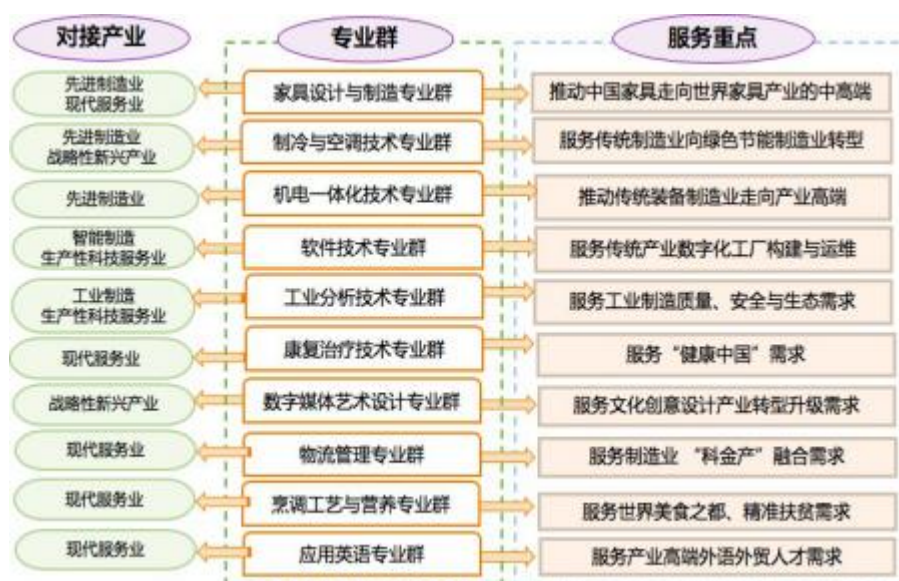 对接产业 专业群 服务重点
先进制造业
现代服务业
家具设计与制造专业群
推动中国家具走向世界家具产业的中高端
先进制造业
战略性新兴产业
制冷与空调技术专业群
服务传统制造业向绿色节能制造业转型
先进制造业
机电一体化技术专业群
推动传统装备制造业走向产业高端
智能制造
生产性科技服务业
软件技术专业群
服务传统产业数字化工厂构建与运维
工业制造
生产性科技服务业
工业分析技术专业群
服务工业制造质量、安全与生态需求
现代服务业
康复治疗技术专业群
服务“健康中国”需求
战略性新兴产业
数字媒体艺术设计专业群
服务文化创意设计产业转型升级需求
现代服务业
物流管理专业群
服务制造业 “科金产”融合需求
现代服务业
烹调工艺与营养专业群
服务世界美食之都、精准扶贫需求
现代服务业
应用英语专业群
服务产业高端外语外贸人才需求